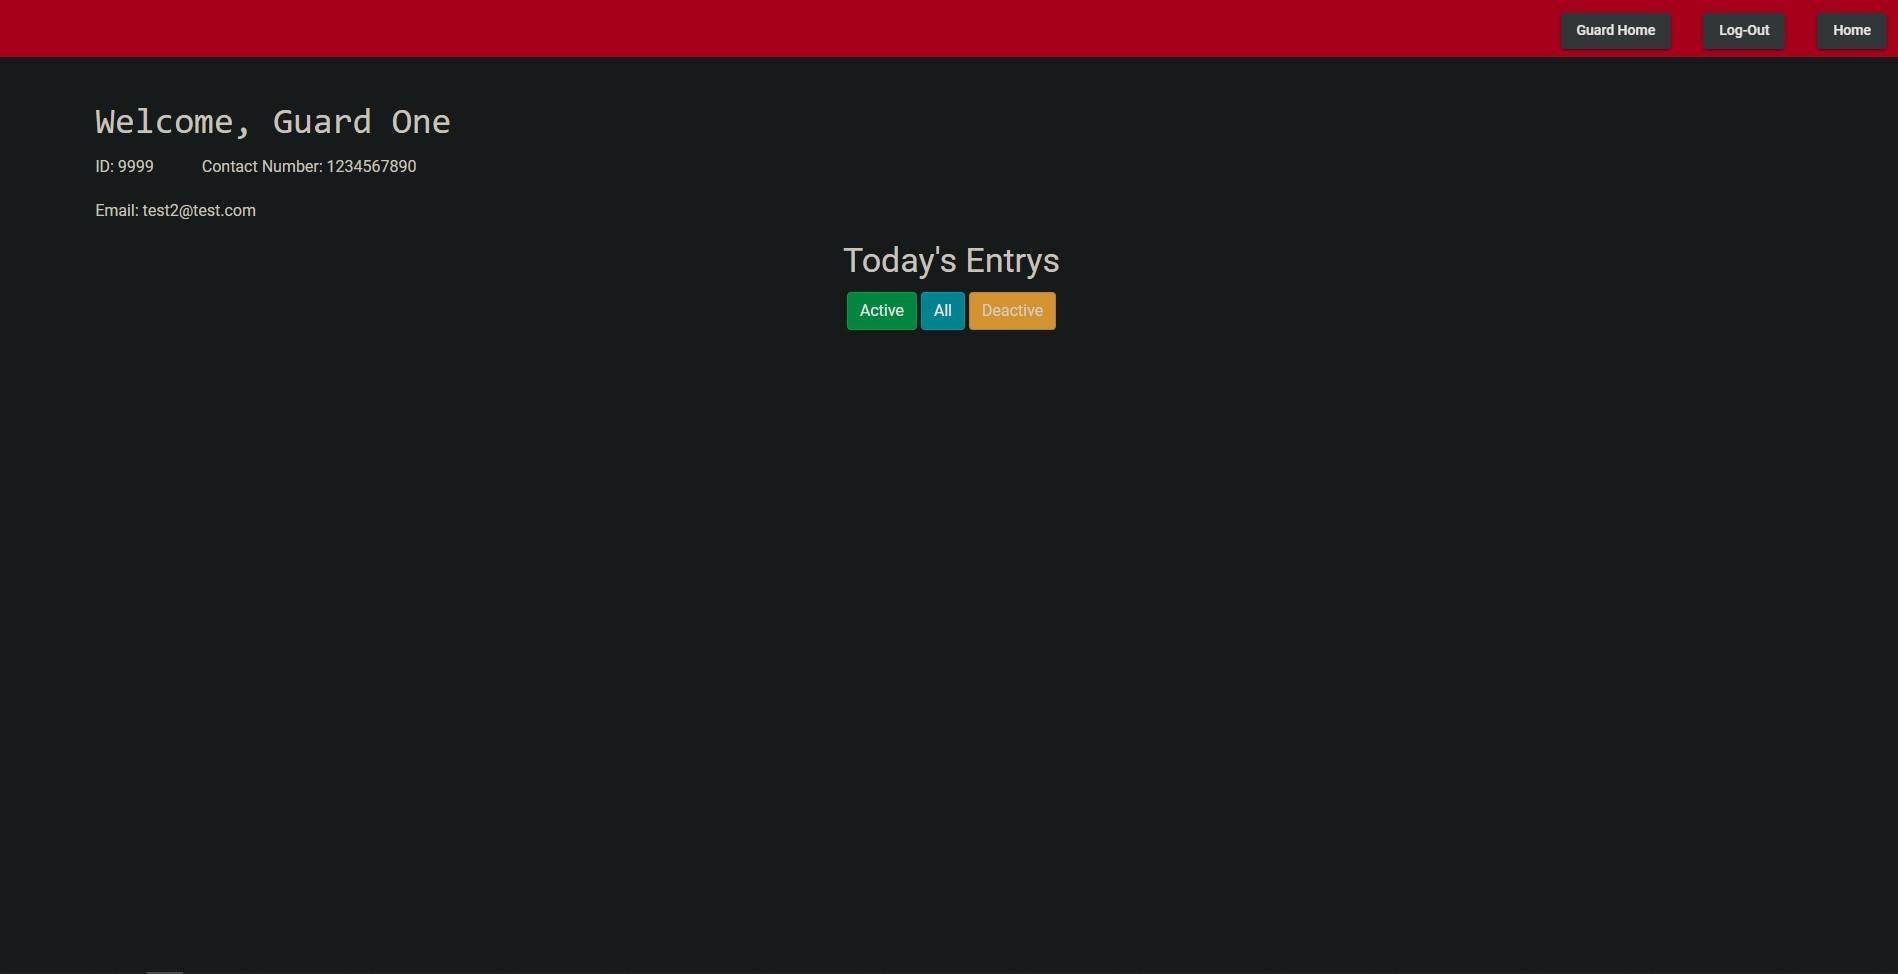 Guard Home Log-Out Home
Welcome, Guard One
ID: 9999 Contact Number: 1234567890
Email: test2@test.com
Today's Entrys
Active All Deactive